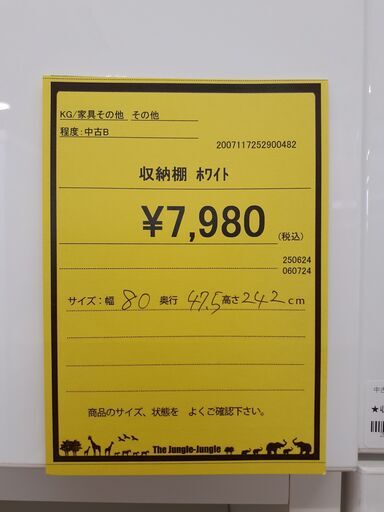 KG/家具その他 その他
程度:中古B
2007117252900482
収納棚 ﾎﾜｲﾄ
¥7,980
(税込)
250624
060724
サイズ:幅 80 奥行 47.5 高さ 242 cm
商品のサイズ、状態を よくご確認下さい。
The Jungle-Jungle